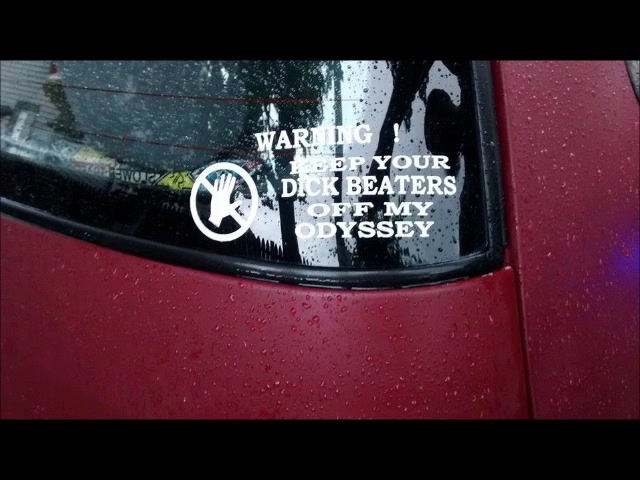 WARNING !
KEEP YOUR
DICK BEATERS
OFF MY
ODYSSEY